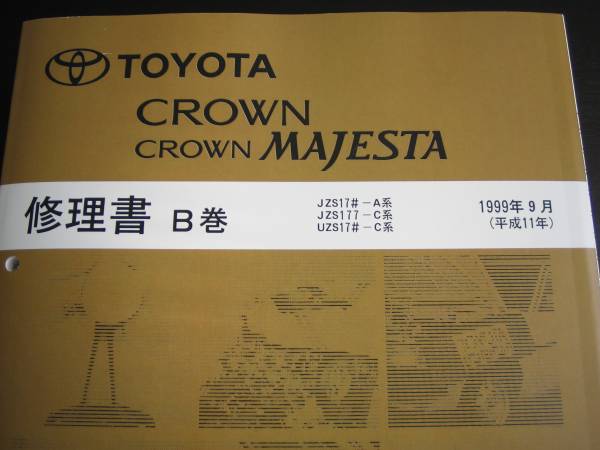 TOYOTA
CROWN
CROWN MAJESTA
修理書 B巻
JZS17#-A系
JZS177-C系
UZS17#-C系
1999年9月
(平成11年)